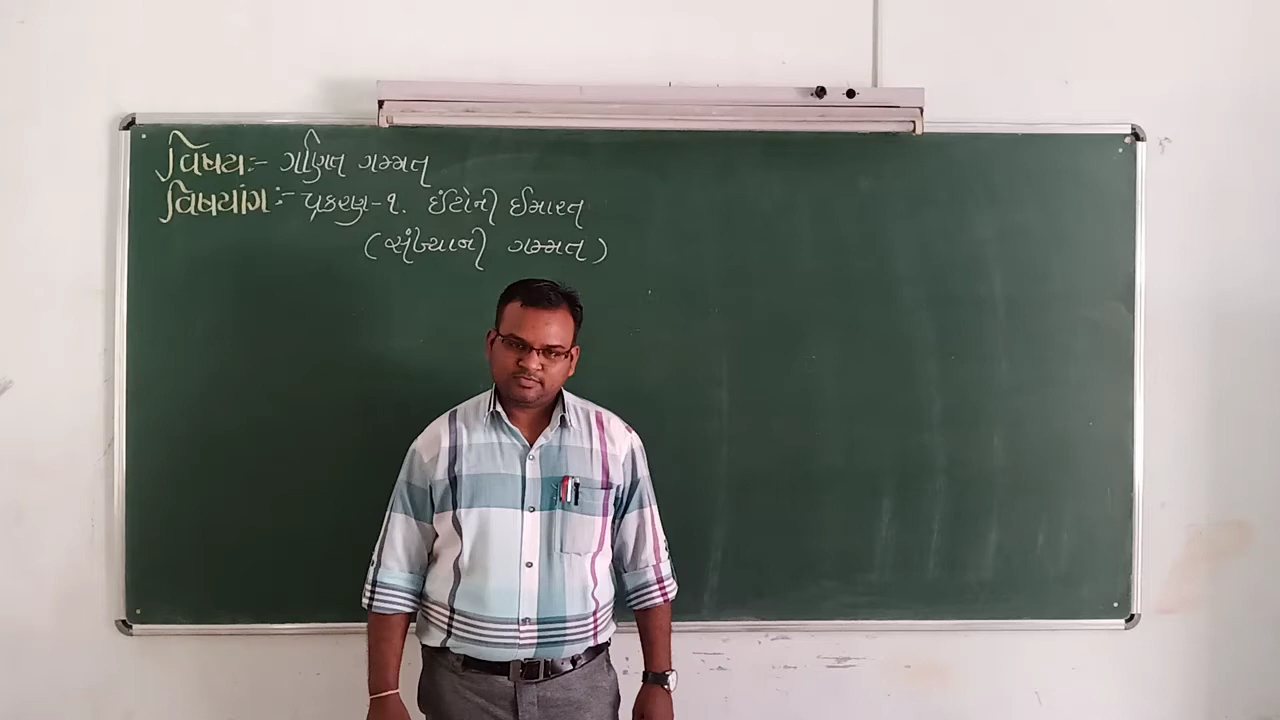 વિષય:- ગણિત ગમ્મત
વિષયાંગ:- પ્રકરણ-૧. ઇંટોની ઈમારત
(સંખ્યાની ગમ્મત)